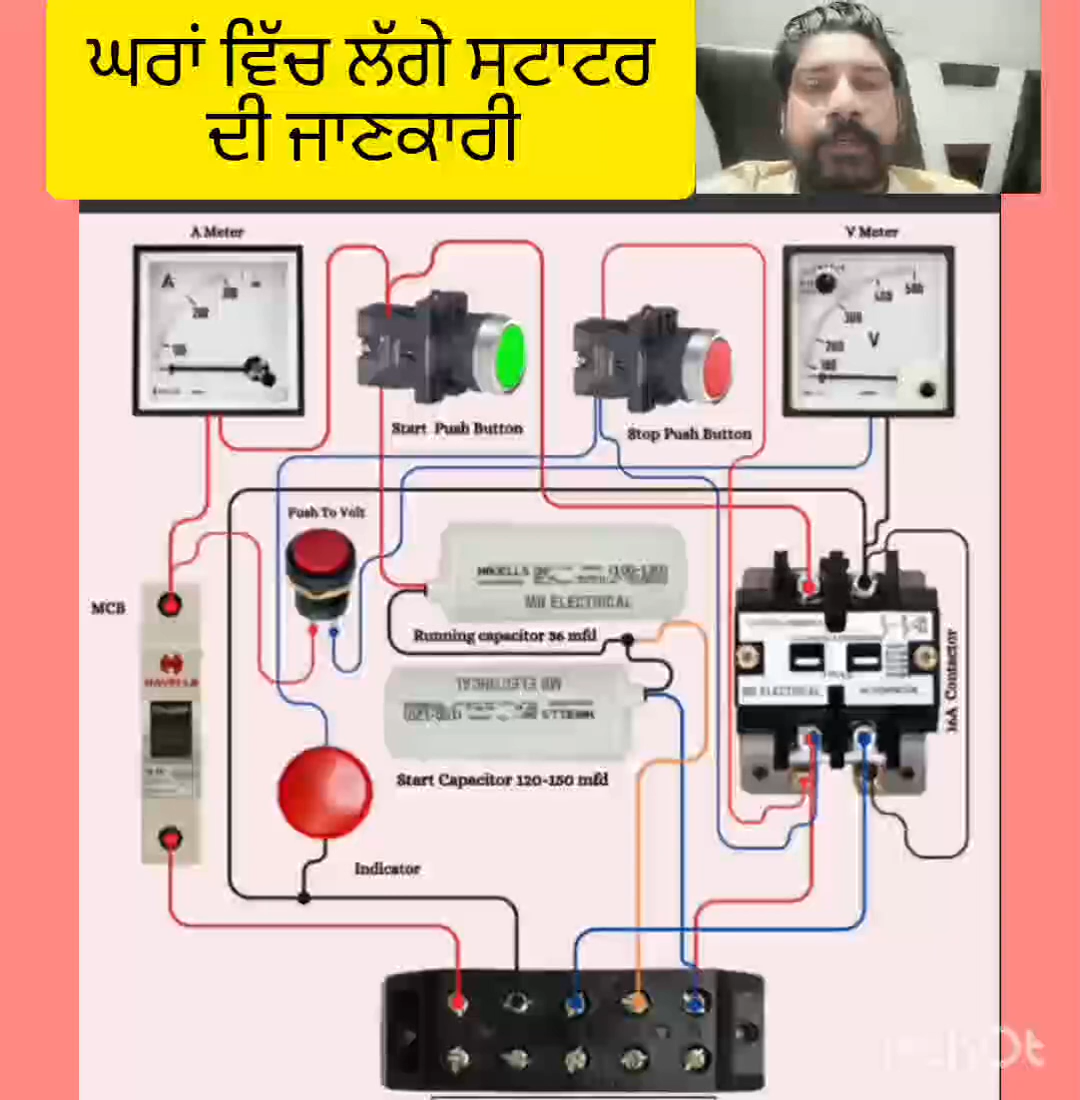 ਘਰਾਂ ਵਿੱਚ ਲੱਗੇ ਸਟਾਟਰ
ਦੀ ਜਾਣਕਾਰੀ
A Meter
V Meter
A
V
Start Push Button
Stop Push Button
Push To Volt
MCB
HAVELLS
MB ELECTRICAL
Running capacitor 36 mfd
HAVELLS
MB ELECTRICAL
Start Capacitor 120-150 mfd
MB ELECTRICAL
16A Contactor
Indicator